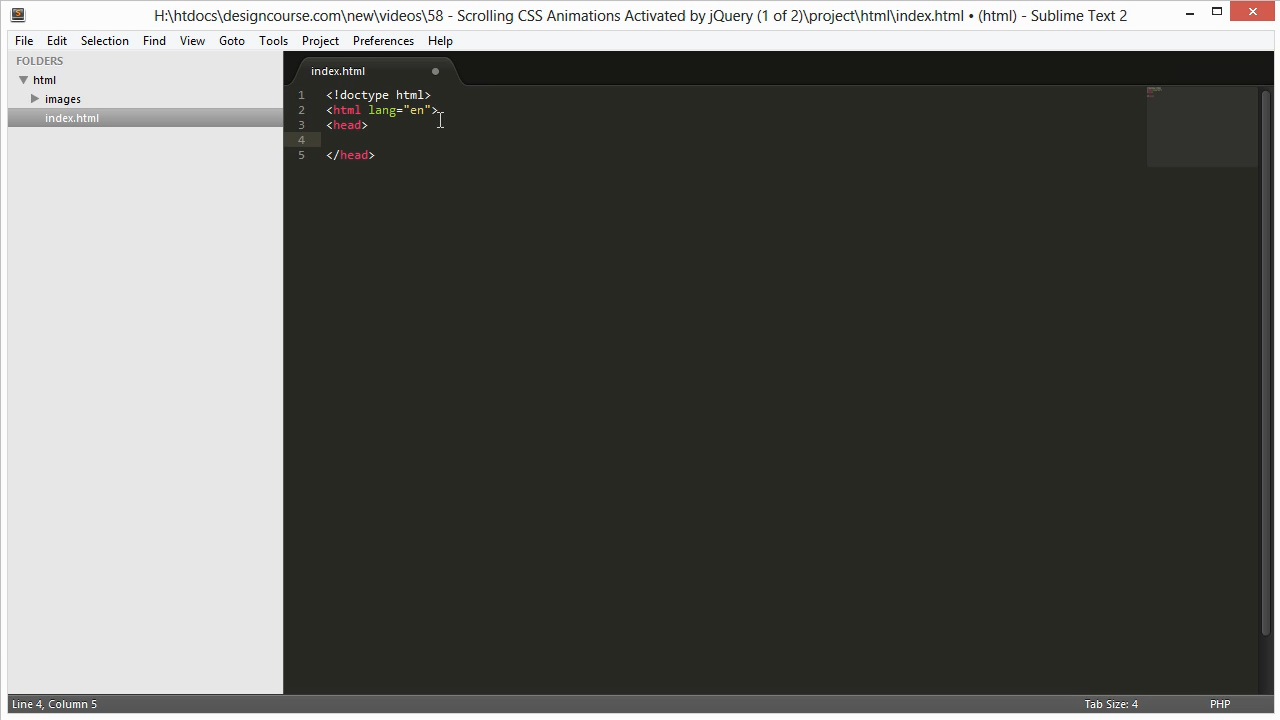 H:\htdocs\designcourse.com\new\videos\58 - Scrolling CSS Animations Activated by jQuery (1 of 2)\project\html\index.html • (html) - Sublime Text 2
File Edit Selection Find View Goto Tools Project Preferences Help
FOLDERS
html
images
index.html
index.html
1 <!doctype html>
2 <html lang="en">
3 <head>
4
5 </head>
Line 4, Column 5
Tab Size: 4
PHP